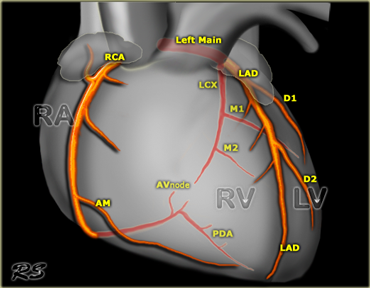 Left Main
RCA
LAD
LCX
D1
M1
RA
M2
D2
AVnode
RV
LV
AM
PDA
LAD
RS